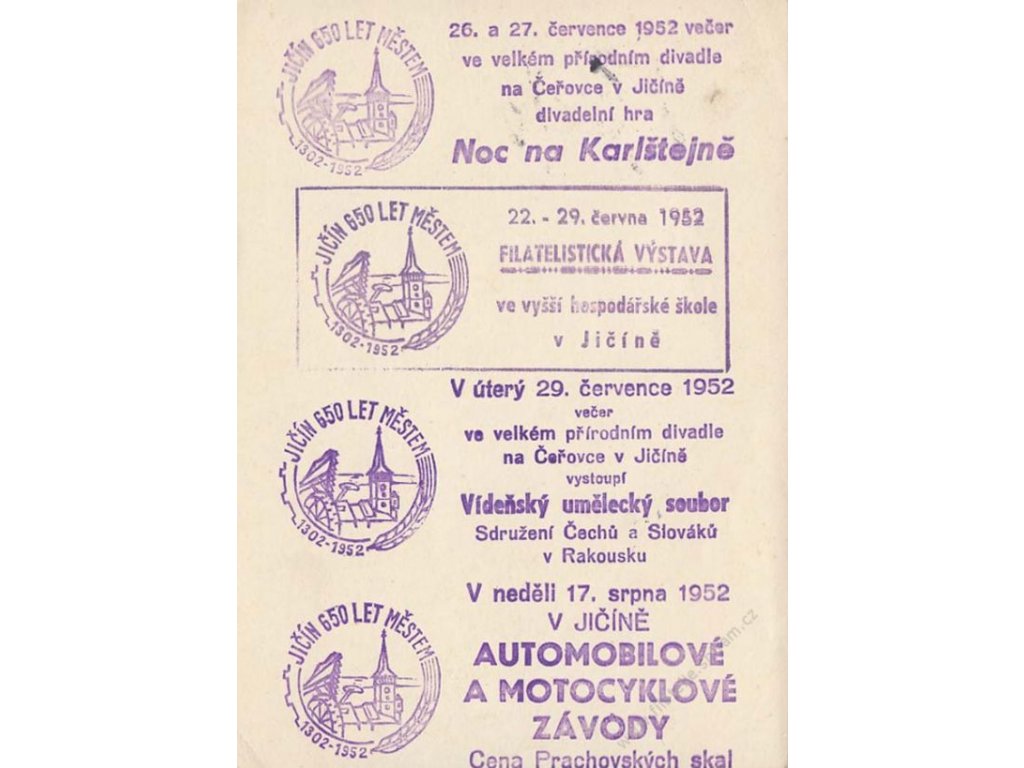 JIČÍN 650 LET MĚSTEM
1302-1952
26. a 27. července 1952 večer
ve velkém přírodním divadle
na Čeřovce v Jičíně
divadelní hra
Noc na Karlštejně
JIČÍN 650 LET MĚSTEM
1302-1952
22. - 29. června 1952
FILATELISTICKÁ VÝSTAVA
ve vyšší hospodářské škole
v Jičíně
JIČÍN 650 LET MĚSTEM
1302-1952
V úterý 29. července 1952
večer
ve velkém přírodním divadle
na Čeřovce v Jičíně
vystoupí
Vídeňský umělecký soubor
Sdružení Čechů a Slováků
v Rakousku
JIČÍN 650 LET MĚSTEM
1302-1952
V neděli 17. srpna 1952
V JIČÍNĚ
AUTOMOBILOVÉ
A MOTOCYKLOVÉ
ZÁVODY
Cena Prachovských skal